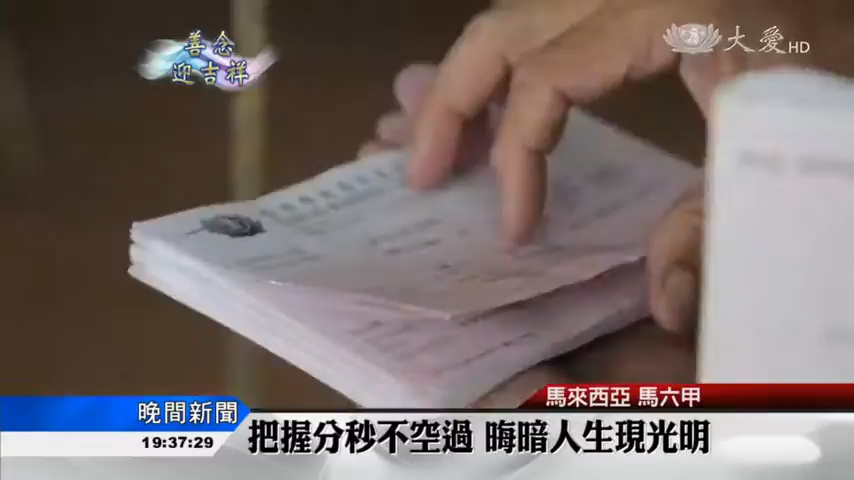 善念
迎吉祥
大愛HD
馬來西亞 馬六甲
晚間新聞
19:37:29
把握分秒不空過 晦暗人生現光明